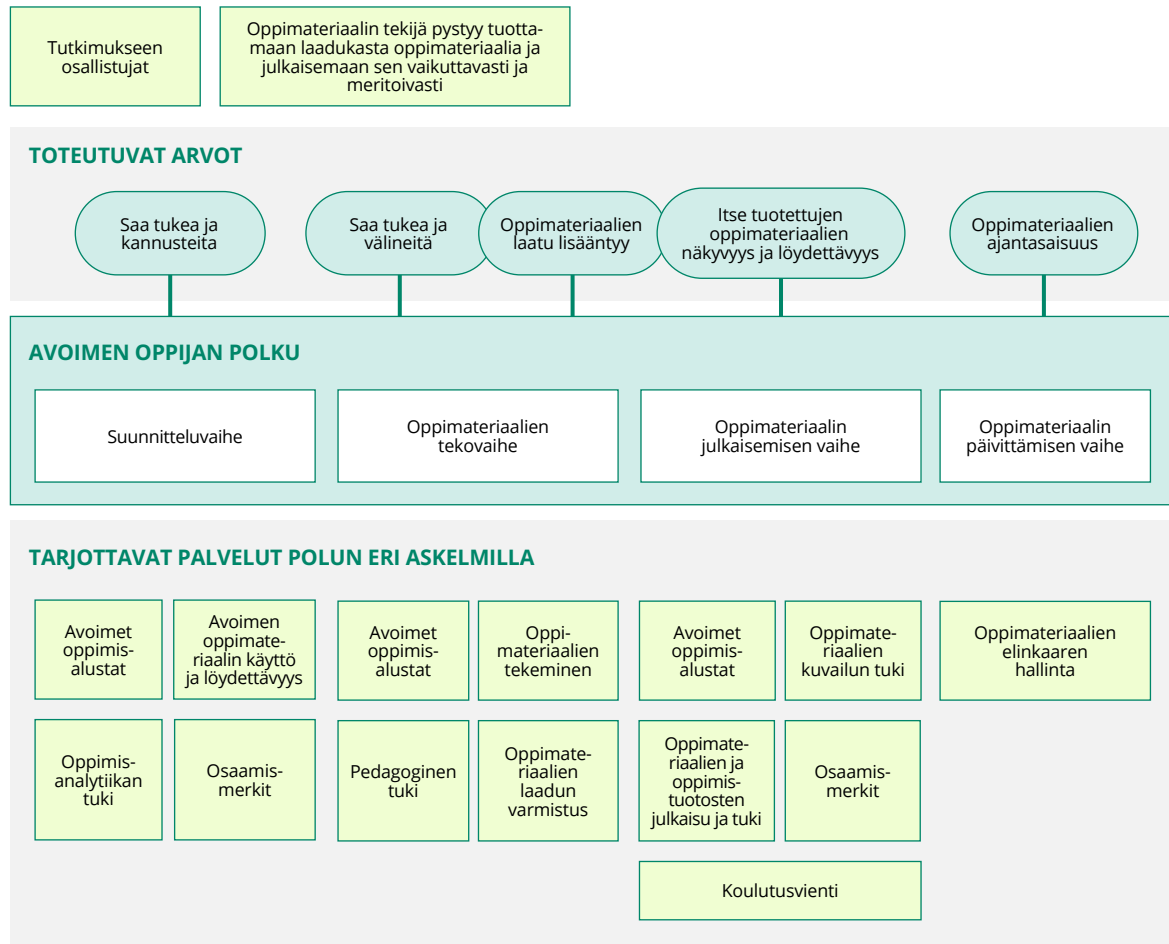 Tutkimukseen
osallistujat
Oppimateriaalin tekijä pystyy tuotta-
maan laadukasta oppimateriaalia ja
julkaisemaan sen vaikuttavasti ja
meritoivasti
TOTEUTUVAT ARVOT
Saa tukea ja
kannusteita
Saa tukea ja
välineitä
Oppimateriaalien
laatu lisääntyy
Itse tuotettujen
oppimateriaalien
näkyvyys ja löydettävyys
Oppimateriaalien
ajantasaisuus
AVOIMEN OPPIJAN POLKU
Suunnitteluvaihe
Oppimateriaalien
tekovaihe
Oppimateriaalin
julkaisemisen vaihe
Oppimateriaalin
päivittämisen vaihe
TARJOTTAVAT PALVELUT POLUN ERI ASKELMILLA
Avoimet
oppimis-
alustat
Avoimen
oppimate-
riaalin käyttö
ja löydettävyys
Avoimet
oppimis-
alustat
Oppi-
materiaalien
tekeminen
Avoimet
oppimis-
alustat
Oppimate-
riaalien
kuvailun tuki
Oppimateriaalien
elinkaaren
hallinta
Oppimis-
analytiikan
tuki
Osaamis-
merkit
Pedagoginen
tuki
Oppimate-
riaalien
laadun
varmistus
Oppimate-
riaalien ja
oppimis-
tuotosten
julkaisu ja tuki
Osaamis-
merkit
Koulutusvienti